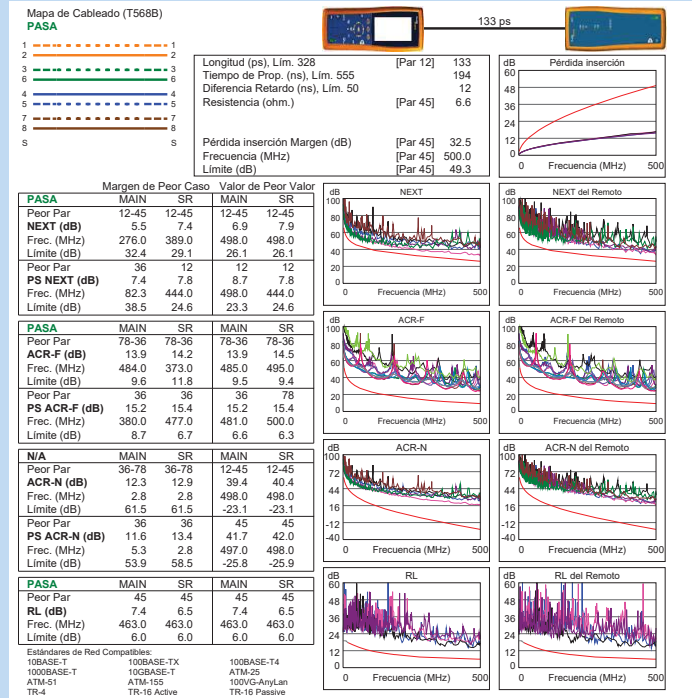 Mapa de Cableado (T568B)
PASA
1 1
2 2
3 3
6 6
4 4
5 5
7 7
8 8
S S
133 ps
Longitud (ps), Lím. 328 [Par 12] 133
Tiempo de Prop. (ns), Lím. 555 194
Diferencia Retardo (ns), Lím. 50 12
Resistencia (ohm.) [Par 45] 6.6
Pérdida inserción Margen (dB) [Par 45] 32.5
Frecuencia (MHz) [Par 45] 500.0
Límite (dB) [Par 45] 49.3
dB Pérdida inserción
60
48
36
24
12
0
0 Frecuencia (MHz) 500
Margen de Peor Caso Valor de Peor Valor
PASA MAIN SR MAIN SR
Peor Par 12-45 12-45 12-45 12-45
NEXT (dB) 5.5 7.4 6.9 7.9
Frec. (MHz) 276.0 389.0 498.0 498.0
Límite (dB) 32.4 29.1 26.1 26.1
Peor Par 36 12 12 12
PS NEXT (dB) 7.4 7.8 8.7 7.8
Frec. (MHz) 82.3 444.0 498.0 444.0
Límite (dB) 38.5 24.6 23.3 24.6
dB NEXT
100
80
60
40
20
0
0 Frecuencia (MHz) 500
dB NEXT del Remoto
100
80
60
40
20
0
0 Frecuencia (MHz) 500
PASA MAIN SR MAIN SR
Peor Par 78-36 78-36 78-36 78-36
ACR-F (dB) 13.9 14.2 13.9 14.5
Frec. (MHz) 484.0 373.0 485.0 495.0
Límite (dB) 9.6 11.8 9.5 9.4
Peor Par 36 36 36 78
PS ACR-F (dB) 15.2 15.4 15.2 15.4
Frec. (MHz) 380.0 477.0 481.0 500.0
Límite (dB) 8.7 6.7 6.6 6.3
dB ACR-F
100
80
60
40
20
0
0 Frecuencia (MHz) 500
dB ACR-F Del Remoto
100
80
60
40
20
0
0 Frecuencia (MHz) 500
N/A MAIN SR MAIN SR
Peor Par 36-78 36-78 12-45 12-45
ACR-N (dB) 12.3 12.9 39.4 40.4
Frec. (MHz) 2.8 2.8 498.0 498.0
Límite (dB) 61.5 61.5 -23.1 -23.1
Peor Par 36 36 45 45
PS ACR-N (dB) 11.6 13.4 41.7 42.0
Frec. (MHz) 5.3 2.8 497.0 498.0
Límite (dB) 53.9 58.5 -25.8 -25.9
dB ACR-N
100
72
44
16
-12
-40
0 Frecuencia (MHz) 500
dB ACR-N del Remoto
100
72
44
16
-12
-40
0 Frecuencia (MHz) 500
PASA MAIN SR MAIN SR
Peor Par 45 45 45 45
RL (dB) 7.4 6.5 7.4 6.5
Frec. (MHz) 463.0 463.0 463.0 463.0
Límite (dB) 6.0 6.0 6.0 6.0
dB RL
60
48
36
24
12
0
0 Frecuencia (MHz) 500
dB RL del Remoto
60
48
36
24
12
0
0 Frecuencia (MHz) 500
Estándares de Red Compatibles:
10BASE-T 100BASE-TX 100BASE-T4
1000BASE-T 10GBASE-T ATM-25
ATM-51 ATM-155 100VG-AnyLan
TR-4 TR-16 Active TR-16 Passive